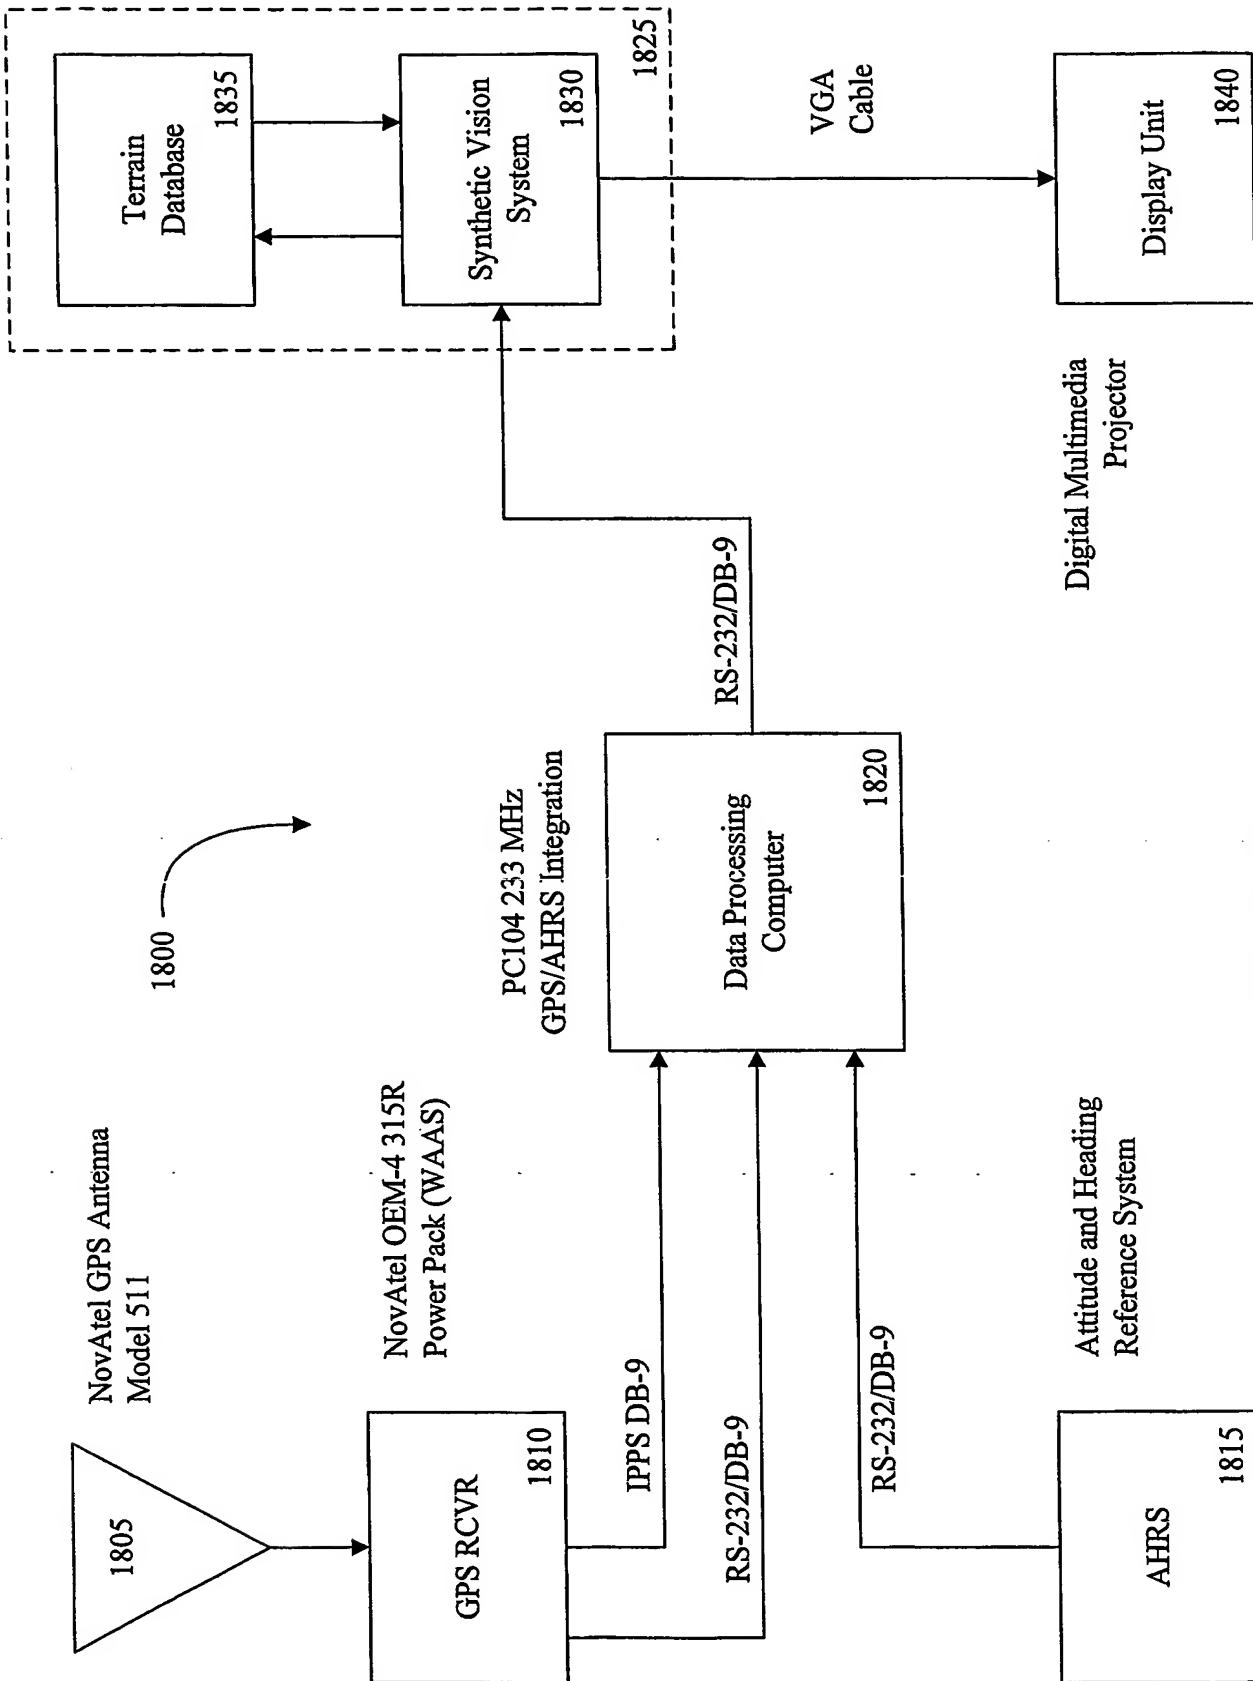 NovAtel GPS Antenna
Model 511
1805
NovAtel OEM-4 315R
Power Pack (WAAS)
GPS RCVR
1810
IPPS DB-9
RS-232/DB-9
RS-232/DB-9
Attitude and Heading
Reference System
AHRS
1815
1800
PC104 233 MHz
GPS/AHRS Integration
Data Processing
Computer
1820
RS-232/DB-9
Terrain
Database
1835
Synthetic Vision
System
1830
1825
VGA
Cable
Digital Multimedia
Projector
Display Unit
1840